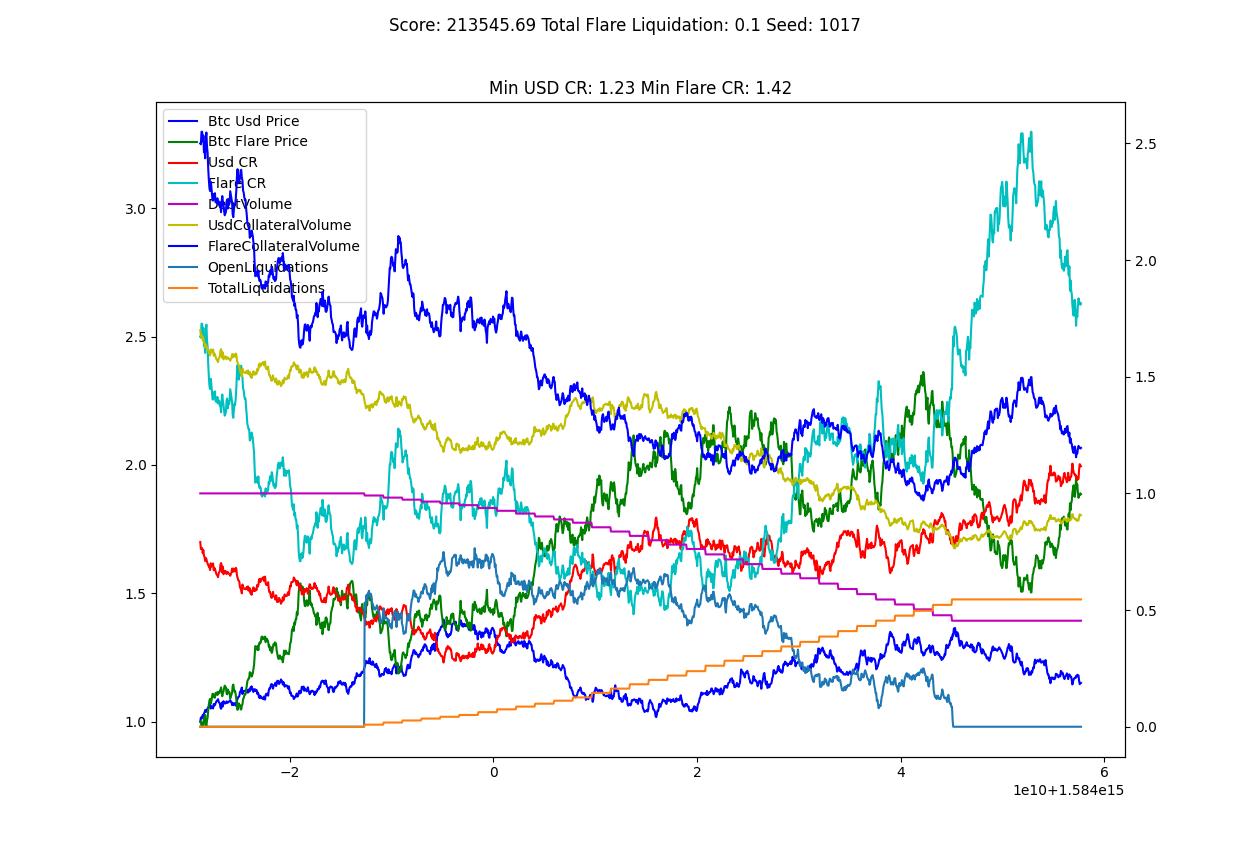 Score: 213545.69 Total Flare Liquidation: 0.1 Seed: 1017
Min USD CR: 1.23 Min Flare CR: 1.42
Btc Usd Price
Btc Flare Price
Usd CR
Flare CR
DebtVolume
UsdCollateralVolume
FlareCollateralVolume
OpenLiquidations
TotalLiquidations
3.0
2.5
2.0
1.5
1.0
2.5
2.0
1.5
1.0
0.5
0.0
−2
0
2
4
6
1e10+1.584e15